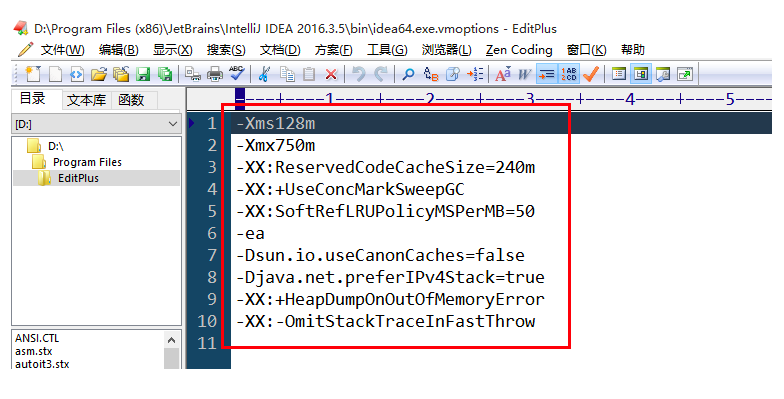 D:\Program Files (x86)\JetBrains\IntelliJ IDEA 2016.3.5\bin\idea64.exe.vmoptions - EditPlus
文件(W) 编辑(B) 显示(X) 搜索(S) 文档(D) 方案(F) 工具(G) 浏览器(L) Zen Coding 窗口(K) 帮助
目录 文本库 函数
[D:]
D:\
Program Files
EditPlus
ANSI.CTL
asm.stx
autoit3.stx
----+----1----+----2----+----3----+----4----+----5--
1 -Xms128m
2 -Xmx750m
3 -XX:ReservedCodeCacheSize=240m
4 -XX:+UseConcMarkSweepGC
5 -XX:SoftRefLRUPolicyMSPerMB=50
6 -ea
7 -Dsun.io.useCanonCaches=false
8 -Djava.net.preferIPv4Stack=true
9 -XX:+HeapDumpOnOutOfMemoryError
10 -XX:-OmitStackTraceInFastThrow
11